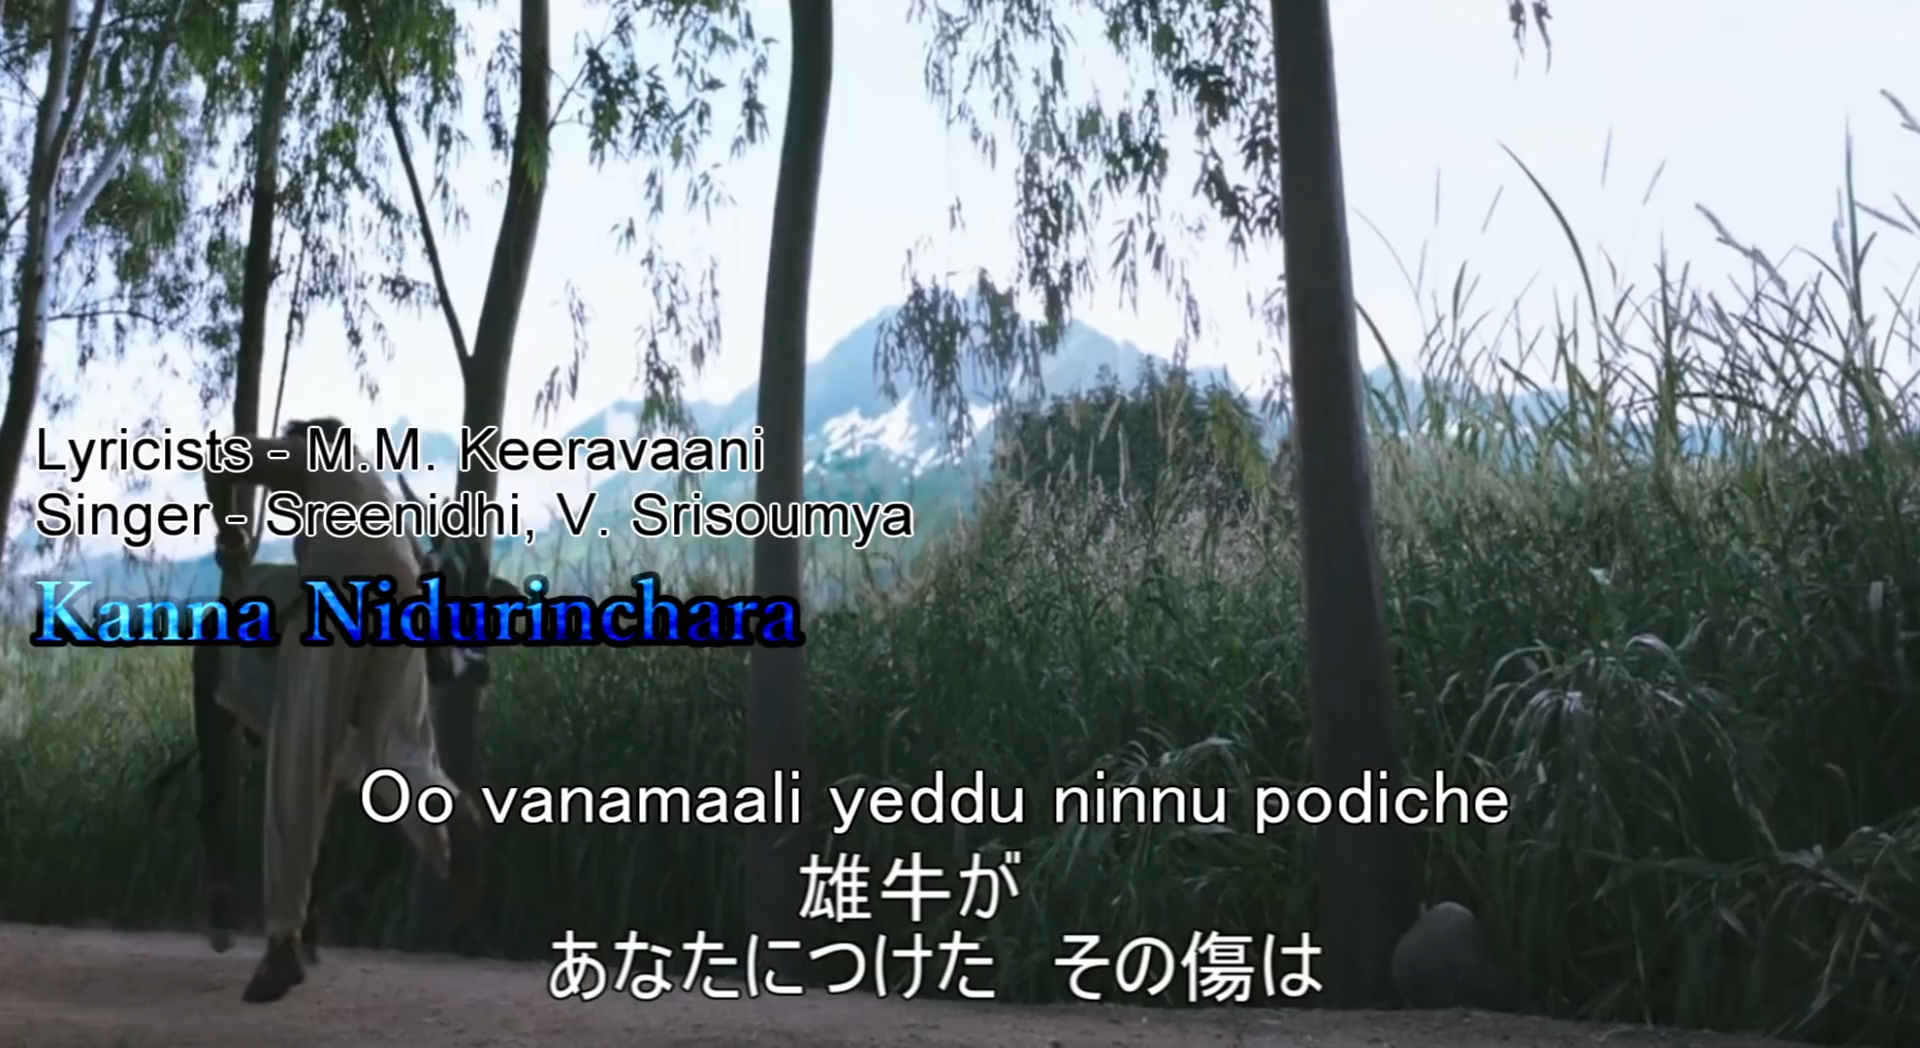 Lyricists - M.M. Keeravaani
Singer - Sreenidhi, V. Srisoumya
Kanna Nidurinchara
Oo vanamaali yeddu ninnu podiche
雄牛が
あなたにつけた　その傷は